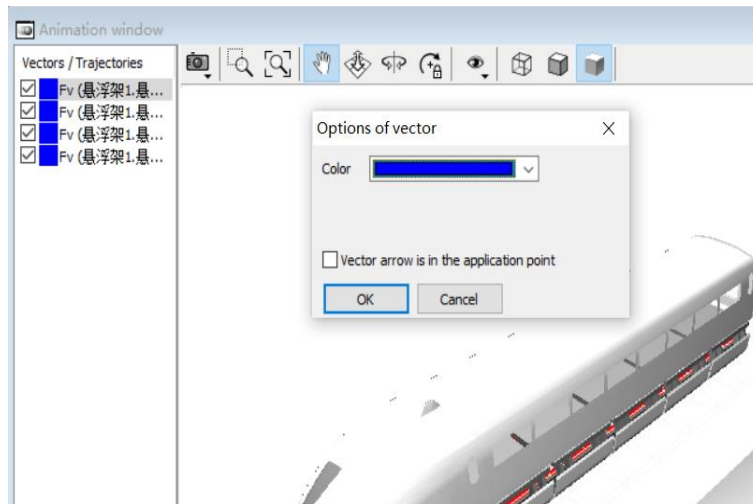 Animation window
Vectors / Trajectories
Fv (悬浮架1.悬...
Fv (悬浮架1.悬...
Fv (悬浮架1.悬...
Fv (悬浮架1.悬...
Options of vector
Color
Vector arrow is in the application point
OK
Cancel